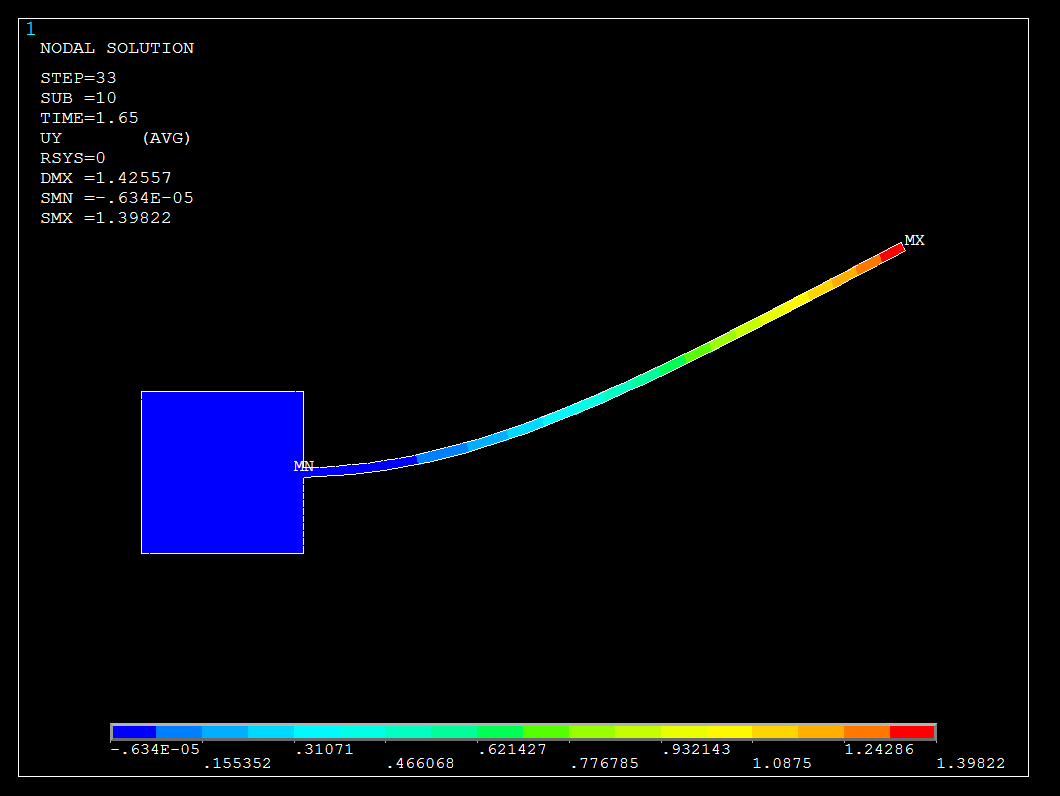 1
NODAL SOLUTION
STEP=33
SUB =10
TIME=1.65
UY (AVG)
RSYS=0
DMX =1.42557
SMN =-.634E-05
SMX =1.39822
MX
MN
-.634E-05 .31071 .621427 .932143 1.24286
.155352 .466068 .776785 1.0875 1.39822